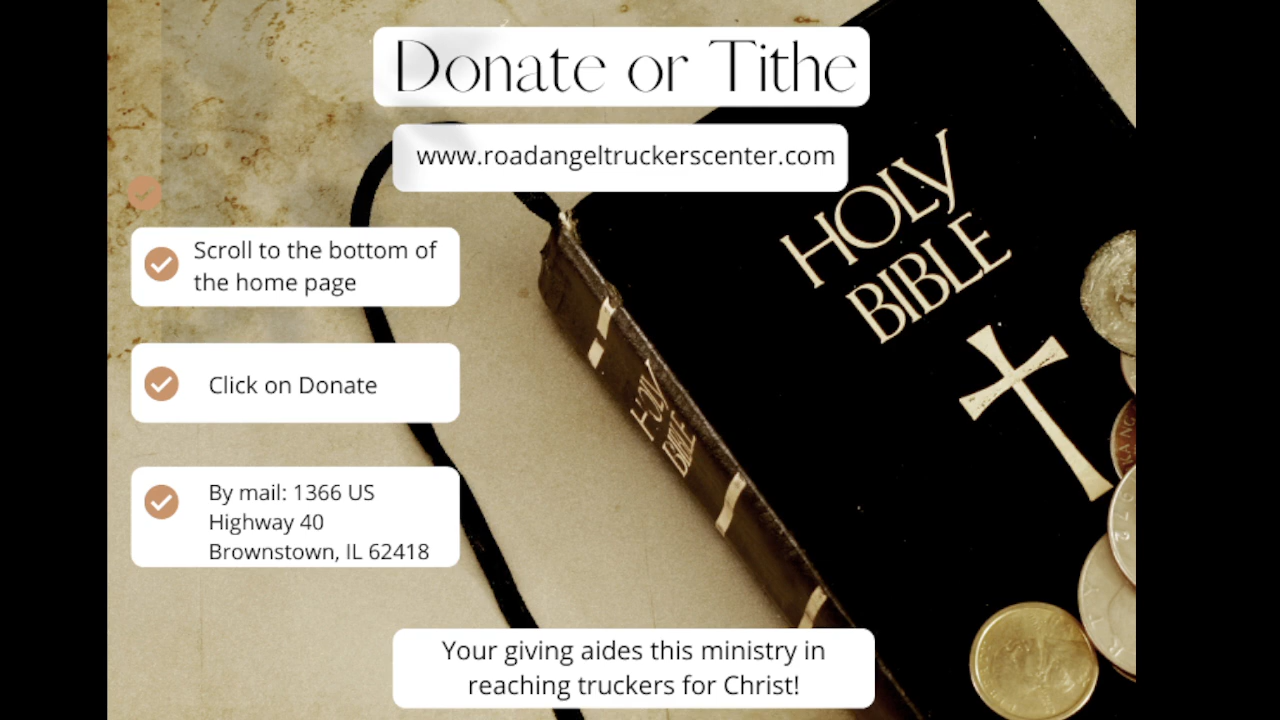 Donate or Tithe
www.roadangeltruckerscenter.com
Scroll to the bottom of
the home page
Click on Donate
By mail: 1366 US
Highway 40
Brownstown, IL 62418
Your giving aides this ministry in
reaching truckers for Christ!
HOLY
BIBLE
HOLY
BIBLE